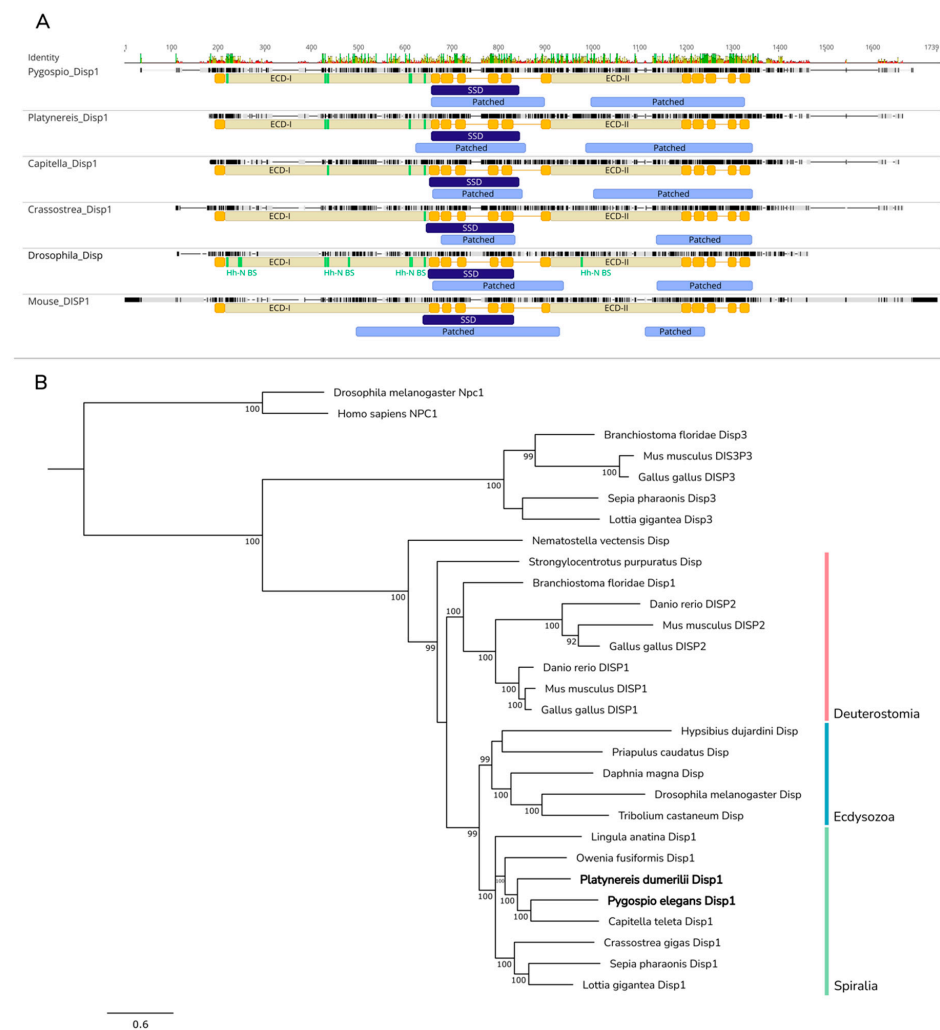 A
1 100 200 300 400 500 600 700 800 900 1000 1100 1200 1300 1400 1500 1600 1739
Identity
Pygospio_Disp1
ECD-I
ECD-II
SSD
Patched
Patched
Platynereis_Disp1
ECD-I
ECD-II
SSD
Patched
Patched
Capitella_Disp1
ECD-I
ECD-II
SSD
Patched
Patched
Crassostrea_Disp1
ECD-I
ECD-II
SSD
Patched
Patched
Drosophila_Disp
ECD-I
ECD-II
Hh-N BS
Hh-N BS
Hh-N BS
SSD
Hh-N BS
Patched
Patched
Mouse_DISP1
ECD-I
ECD-II
SSD
Patched
Patched
B
Drosophila melanogaster Npc1
100
Homo sapiens NPC1
Branchiostoma floridae Disp3
99
Mus musculus DIS3P3
100
Gallus gallus DISP3
100
Sepia pharaonis Disp3
Lottia gigantea Disp3
100
Nematostella vectensis Disp
Strongylocentrotus purpuratus Disp
Branchiostoma floridae Disp1
100
100
Danio rerio DISP2
100
Mus musculus DISP2
92
Gallus gallus DISP2
99
100
Danio rerio DISP1
100
Mus musculus DISP1
100
Gallus gallus DISP1
Deuterostomia
Hypsibius dujardini Disp
99
Priapulus caudatus Disp
Daphnia magna Disp
100
Drosophila melanogaster Disp
100
Tribolium castaneum Disp
Ecdysozoa
99
Lingula anatina Disp1
Owenia fusiformis Disp1
100
Platynereis dumerilii Disp1
100
100
Pygospio elegans Disp1
100
Capitella teleta Disp1
Crassostrea gigas Disp1
100
Sepia pharaonis Disp1
100
Lottia gigantea Disp1
Spiralia
0.6